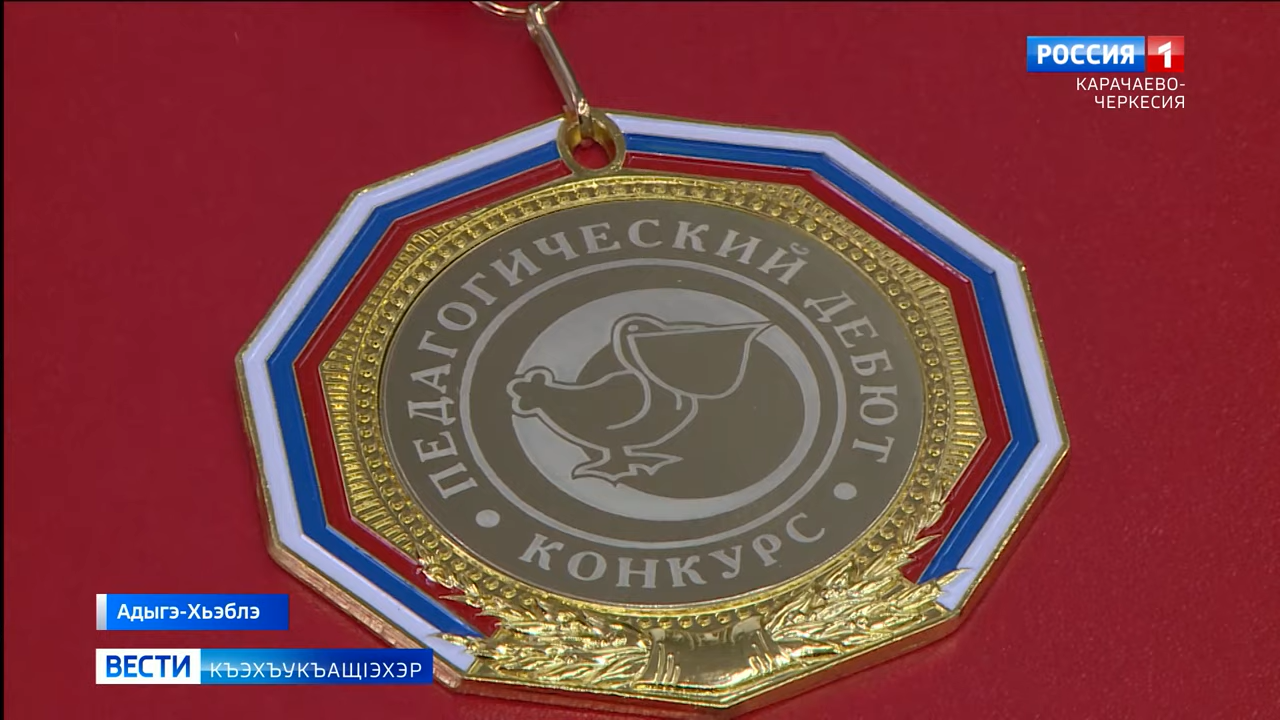 РОССИЯ 1
КАРАЧАЕВО-
ЧЕРКЕСИЯ
ПЕДАГОГИЧЕСКИЙ ДЕБЮТ
• КОНКУРС •
Адыгэ-Хьэблэ
ВЕСТИ КЪЭХЪУКЪАЩІЭХЭР